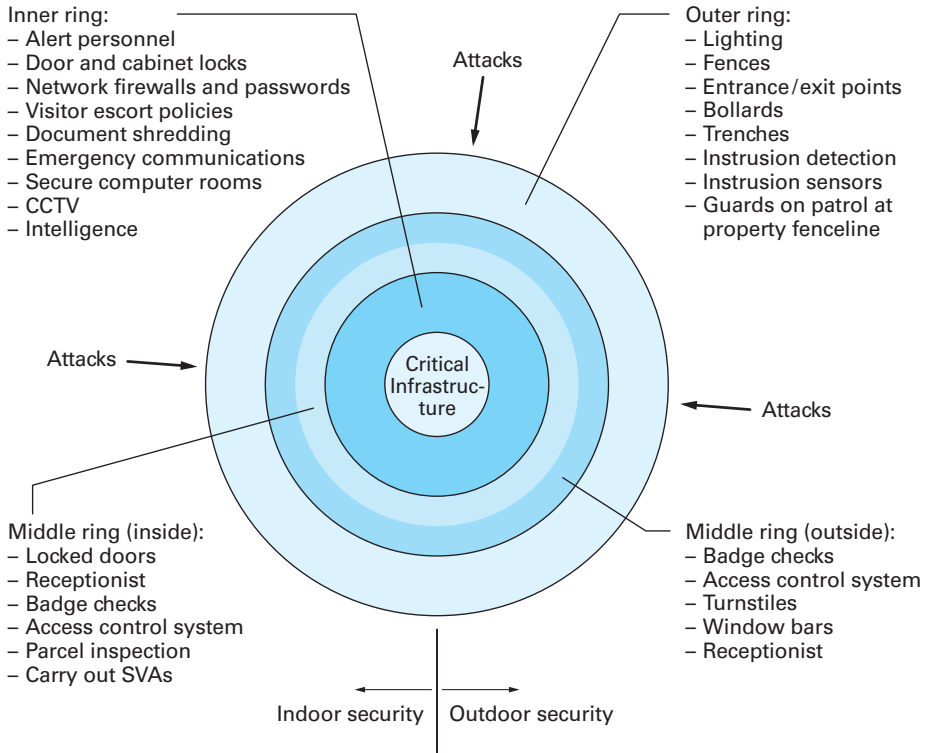 Inner ring:
– Alert personnel
– Door and cabinet locks
– Network firewalls and passwords
– Visitor escort policies
– Document shredding
– Emergency communications
– Secure computer rooms
– CCTV
– Intelligence
Attacks
Outer ring:
– Lighting
– Fences
– Entrance/exit points
– Bollards
– Trenches
– Instrusion detection
– Instrusion sensors
– Guards on patrol at
property fenceline
Attacks
Critical
Infrastruc-
ture
Attacks
Middle ring (inside):
– Locked doors
– Receptionist
– Badge checks
– Access control system
– Parcel inspection
– Carry out SVAs
Middle ring (outside):
– Badge checks
– Access control system
– Turnstiles
– Window bars
– Receptionist
Indoor security
Outdoor security